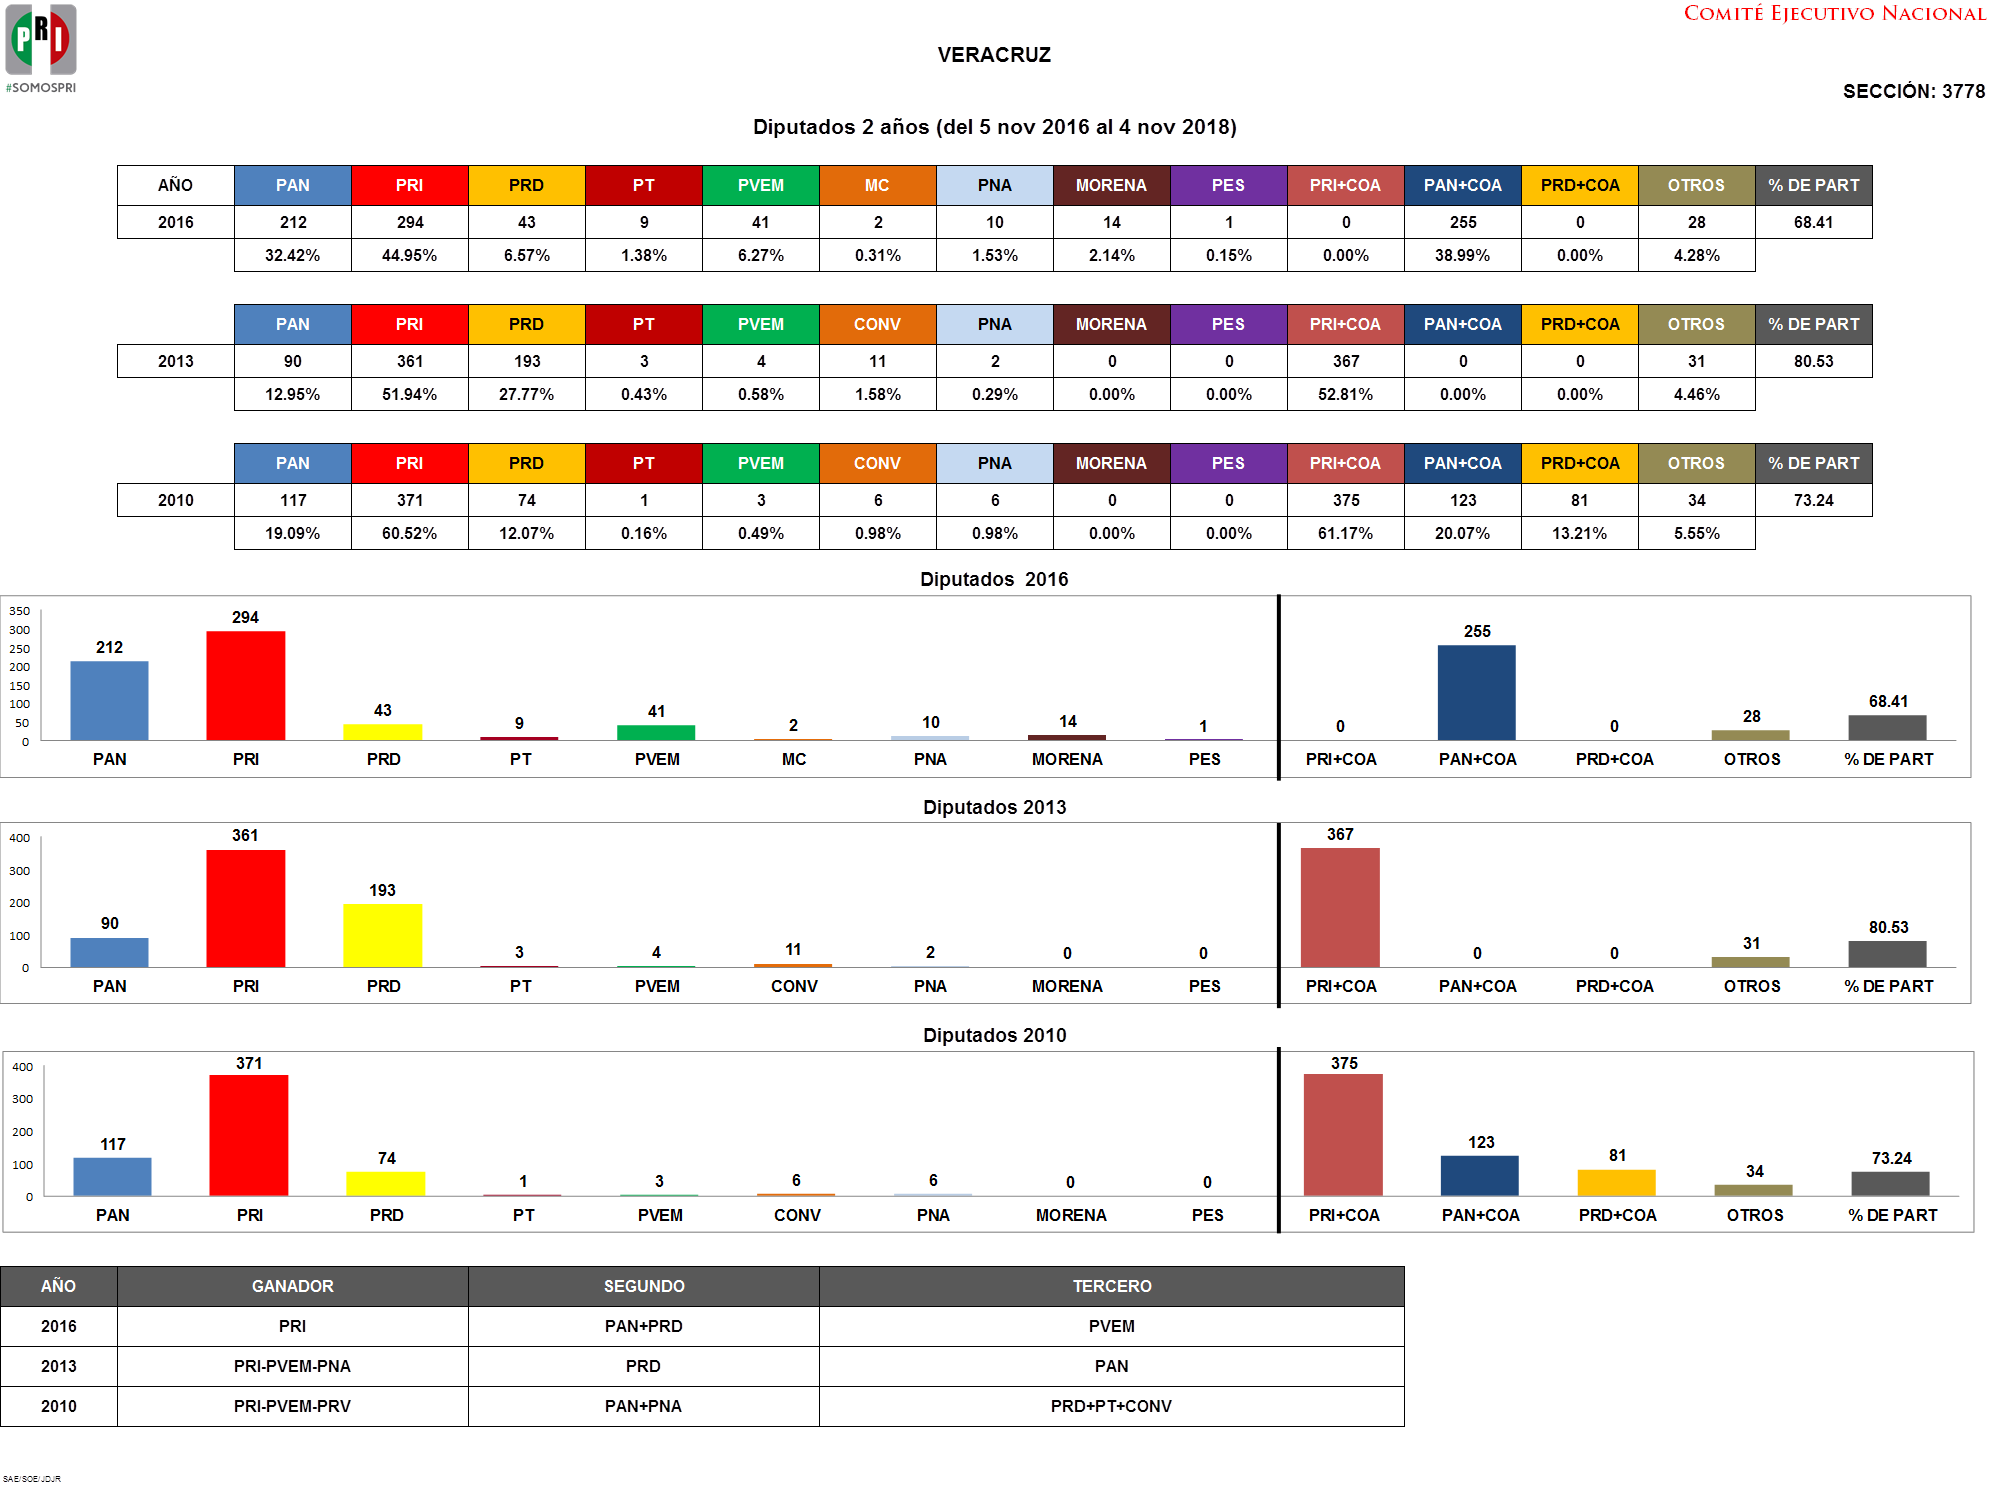 PRI
#SOMOSPRI
COMITÉ EJECUTIVO NACIONAL
VERACRUZ
SECCIÓN: 3778
Diputados 2 años (del 5 nov 2016 al 4 nov 2018)
AÑO PAN PRI PRD PT PVEM MC PNA MORENA PES PRI+COA PAN+COA PRD+COA OTROS % DE PART
2016 212 294 43 9 41 2 10 14 1 0 255 0 28 68.41
32.42% 44.95% 6.57% 1.38% 6.27% 0.31% 1.53% 2.14% 0.15% 0.00% 38.99% 0.00% 4.28%
PAN PRI PRD PT PVEM CONV PNA MORENA PES PRI+COA PAN+COA PRD+COA OTROS % DE PART
2013 90 361 193 3 4 11 2 0 0 367 0 0 31 80.53
12.95% 51.94% 27.77% 0.43% 0.58% 1.58% 0.29% 0.00% 0.00% 52.81% 0.00% 0.00% 4.46%
PAN PRI PRD PT PVEM CONV PNA MORENA PES PRI+COA PAN+COA PRD+COA OTROS % DE PART
2010 117 371 74 1 3 6 6 0 0 375 123 81 34 73.24
19.09% 60.52% 12.07% 0.16% 0.49% 0.98% 0.98% 0.00% 0.00% 61.17% 20.07% 13.21% 5.55%
Diputados 2016
350
300
250
200
150
100
50
0
212 294 43 9 41 2 10 14 1 0 255 0 28 68.41
PAN PRI PRD PT PVEM MC PNA MORENA PES PRI+COA PAN+COA PRD+COA OTROS % DE PART
Diputados 2013
400
300
200
100
0
90 361 193 3 4 11 2 0 0 367 0 0 31 80.53
PAN PRI PRD PT PVEM CONV PNA MORENA PES PRI+COA PAN+COA PRD+COA OTROS % DE PART
Diputados 2010
400
300
200
100
0
117 371 74 1 3 6 6 0 0 375 123 81 34 73.24
PAN PRI PRD PT PVEM CONV PNA MORENA PES PRI+COA PAN+COA PRD+COA OTROS % DE PART
AÑO GANADOR SEGUNDO TERCERO
2016 PRI PAN+PRD PVEM
2013 PRI-PVEM-PNA PRD PAN
2010 PRI-PVEM-PRV PAN+PNA PRD+PT+CONV
SAE/SOE/JDJR